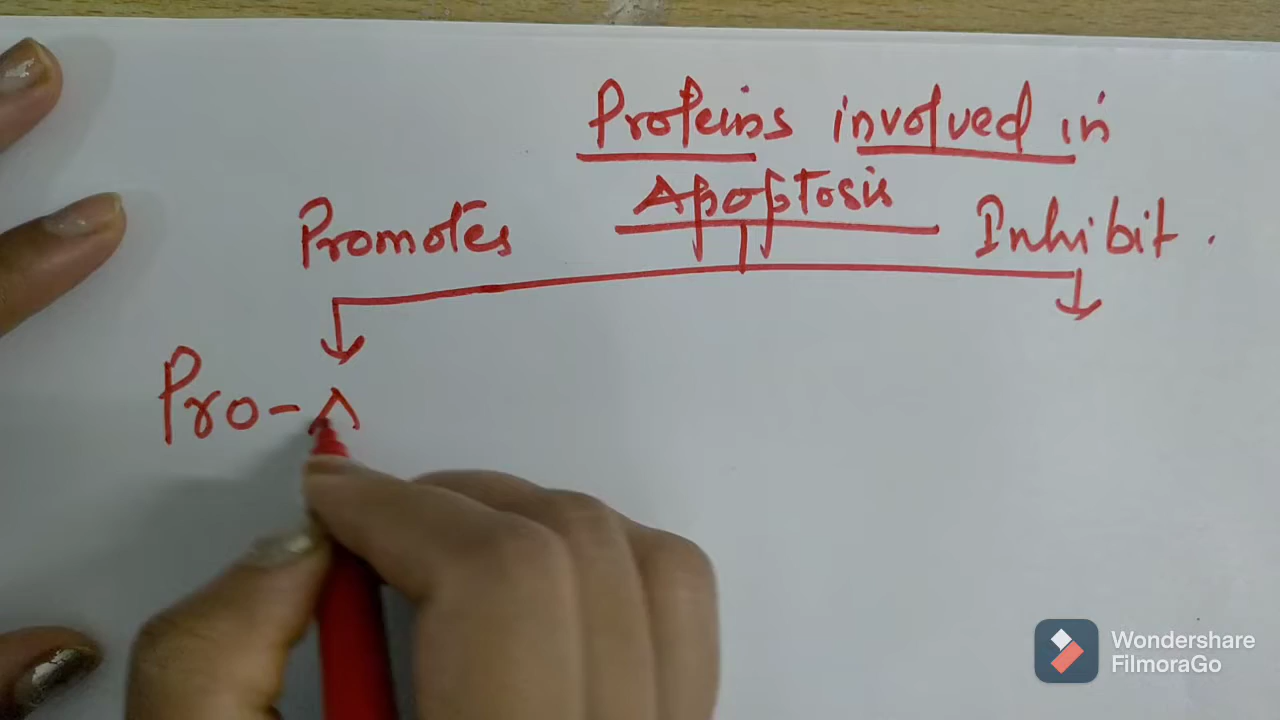 Proteins involved in
Apoptosis
Promotes
Inhibit.
Pro-A
Wondershare
FilmoraGo